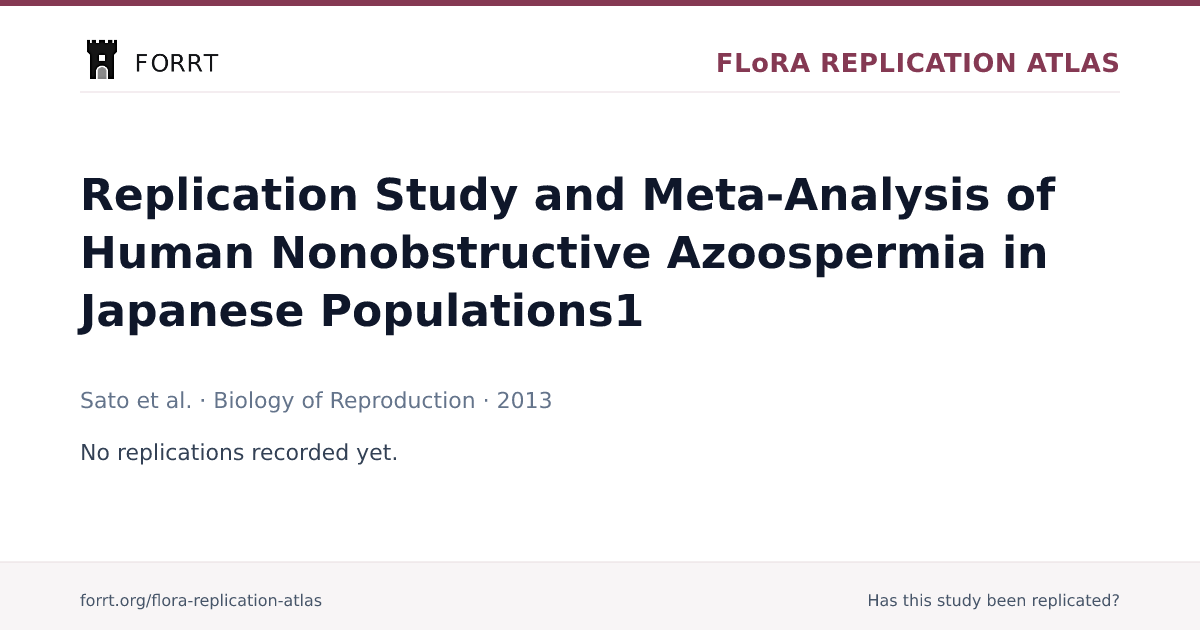 FORRT
FLoRA REPLICATION ATLAS
Replication Study and Meta-Analysis of
Human Nonobstructive Azoospermia in
Japanese Populations1
Sato et al. · Biology of Reproduction · 2013
No replications recorded yet.
forrt.org/flora-replication-atlas
Has this study been replicated?